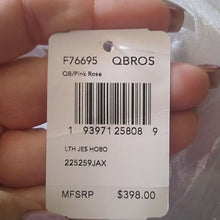 F76695 QBROS
QB/Pink Rose
1 93971 25808 9
LTH JES HOBO
225259JAX
MFSRP $398.00